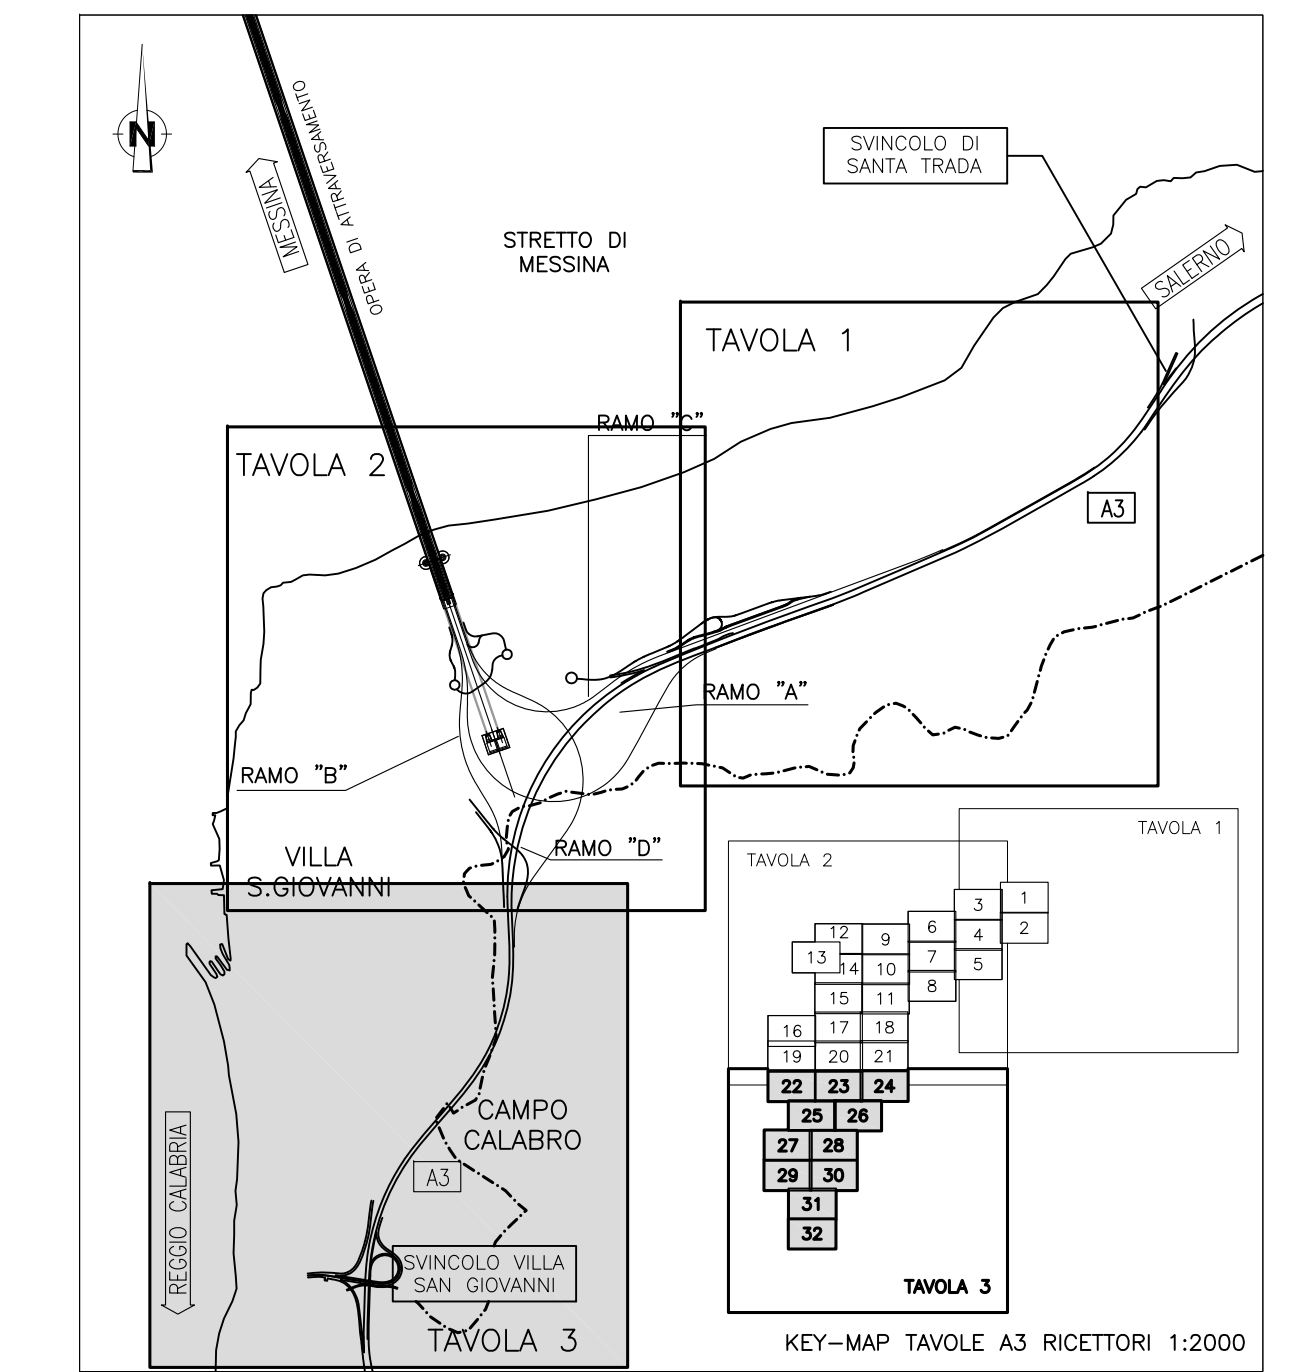 N
MESSINA
OPERA DI ATTRAVERSAMENTO
STRETTO DI
MESSINA
SVINCOLO DI
SANTA TRADA
SALERNO
TAVOLA 1
RAMO "C"
TAVOLA 2
A3
RAMO "A"
RAMO "B"
RAMO "D"
VILLA
S.GIOVANNI
CAMPO
CALABRO
A3
REGGIO CALABRIA
SVINCOLO VILLA
SAN GIOVANNI
TAVOLA 3
TAVOLA 1
TAVOLA 2
1
2
3
4
5
6
7
8
9
10
11
12
13
14
15
16
17
18
19
20
21
22
23
24
25
26
27
28
29
30
31
32
TAVOLA 3
KEY-MAP TAVOLE A3 RICETTORI 1:2000